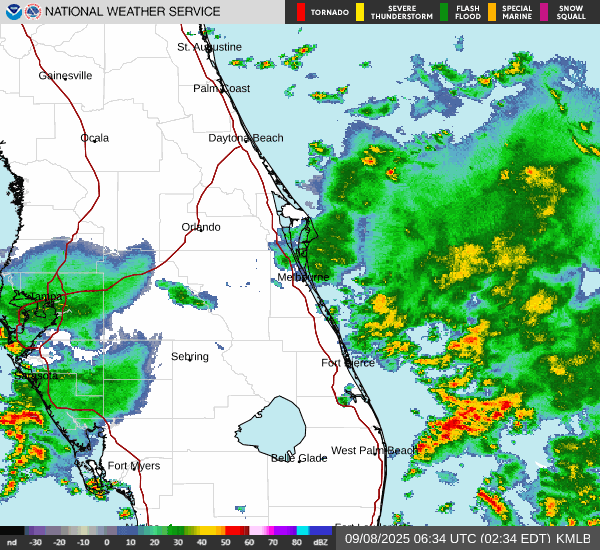 NATIONAL WEATHER SERVICE
TORNADO
SEVERE THUNDERSTORM
FLASH FLOOD
SPECIAL MARINE
SNOW SQUALL
St. Augustine
Gainesville
Palm Coast
Ocala
Daytona Beach
Orlando
Melbourne
Tampa
Sebring
Fort Pierce
Sarasota
West Palm Beach
Belle Glade
Fort Myers
nd -30 -20 -10 0 10 20 30 40 50 60 70 80 dBZ
09/08/2025 06:34 UTC (02:34 EDT) KMLB